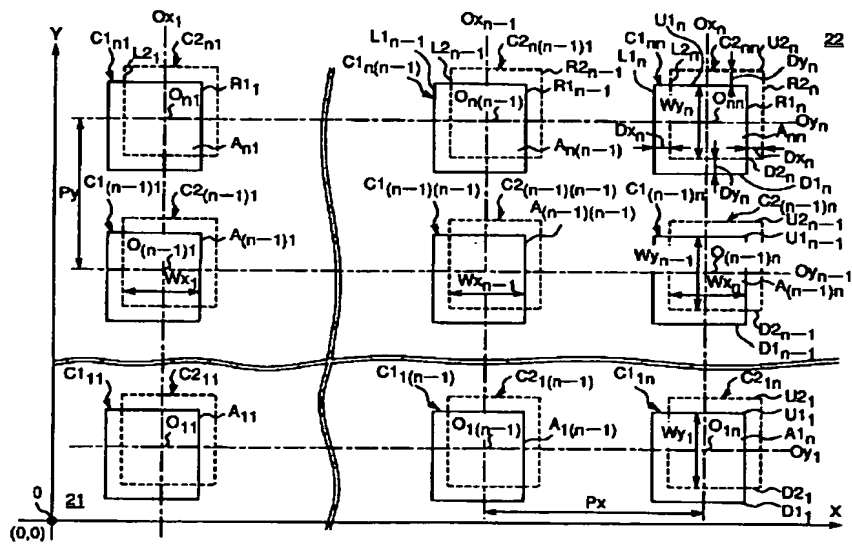 Y
Ox₁
Oxₙ₋₁
Oxₙ
22
C1ₙ₁
L2₁
C2ₙ₁
R1₁
Oₙ₁
Aₙ₁
C1ₙ₍ₙ₋₁₎
L1ₙ₋₁
L2ₙ₋₁
C2ₙ₍ₙ₋₁₎₁
R2ₙ₋₁
R1ₙ₋₁
Oₙ₍ₙ₋₁₎
Aₙ₍ₙ₋₁₎
L1ₙ
C1ₙₙ
L2ₙ
U1ₙ
C2ₙₙ
U2ₙ
Dyₙ
R2ₙ
R1ₙ
Wyₙ
Oₙₙ
Oyₙ
Aₙₙ
Dxₙ
Dxₙ
Dyₙ
D2ₙ
D1ₙ
Py
C1₍ₙ₋₁₎₁
C2₍ₙ₋₁₎₁
A₍ₙ₋₁₎₁
O₍ₙ₋₁₎₁
Wx₁
C1₍ₙ₋₁₎₍ₙ₋₁₎
C2₍ₙ₋₁₎₍ₙ₋₁₎
A₍ₙ₋₁₎₍ₙ₋₁₎
Wxₙ₋₁
C1₍ₙ₋₁₎ₙ
C2₍ₙ₋₁₎ₙ
U2ₙ₋₁
U1ₙ₋₁
Wyₙ₋₁
O₍ₙ₋₁₎ₙ
Oyₙ₋₁
Wxₙ
A₍ₙ₋₁₎ₙ
D2ₙ₋₁
D1ₙ₋₁
C1₁₁
C2₁₁
A₁₁
O₁₁
C1₁₍ₙ₋₁₎
C2₁₍ₙ₋₁₎
A₁₍ₙ₋₁₎
O₁₍ₙ₋₁₎
C1₁ₙ
C2₁ₙ
U2₁
U1₁
A1ₙ
Wy₁
O₁ₙ
Oy₁
D2₁
D1₁
Px
0
21
(0,0)
X